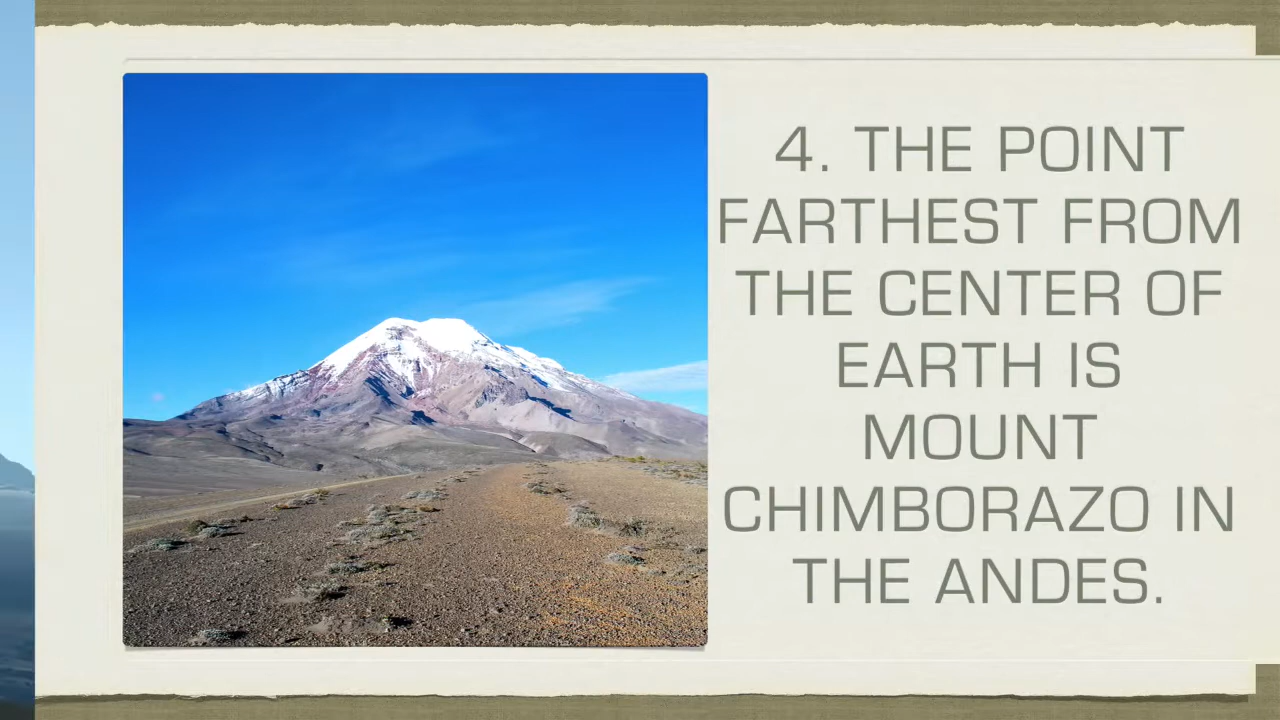 4. THE POINT
FARTHEST FROM
THE CENTER OF
EARTH IS
MOUNT
CHIMBORAZO IN
THE ANDES.